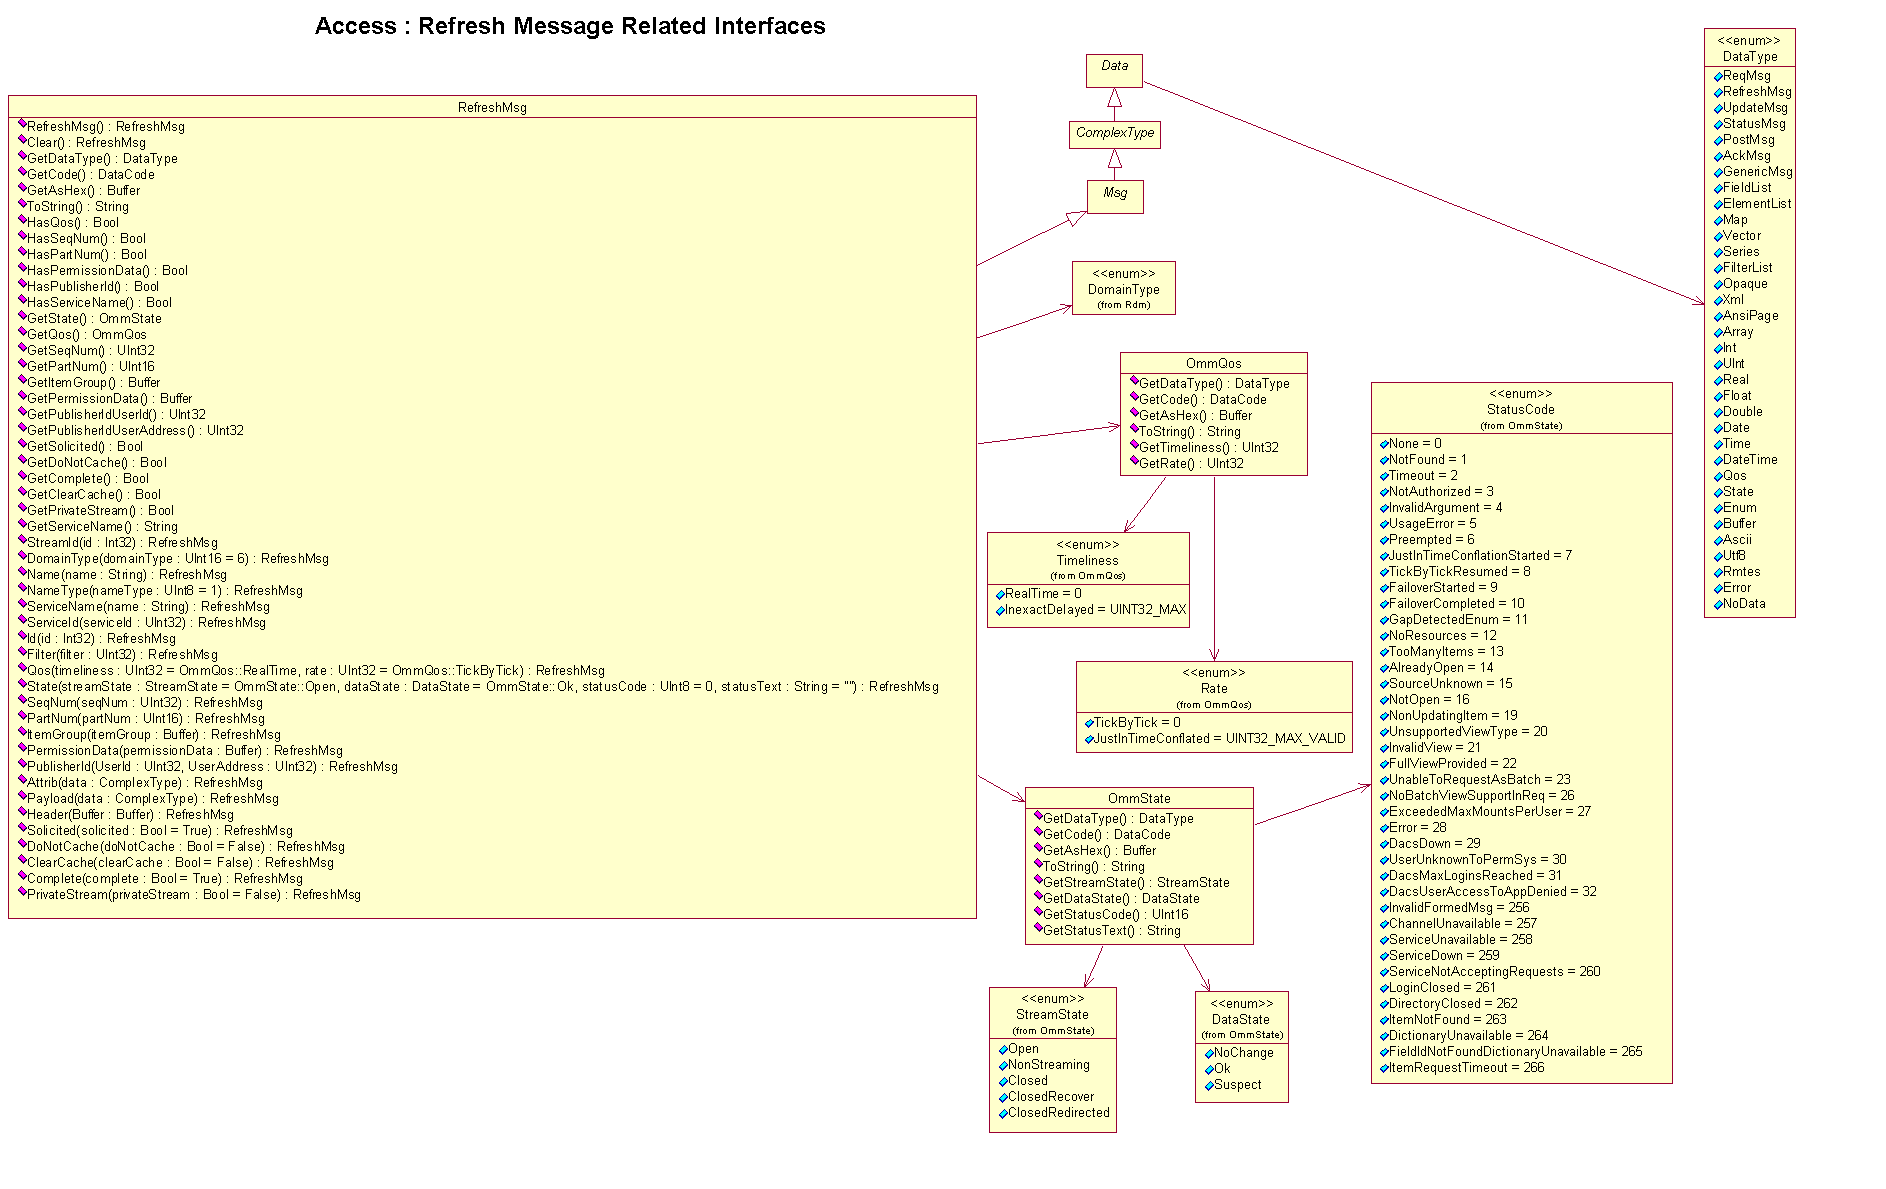 Access : Refresh Message Related Interfaces
RefreshMsg
RefreshMsg() : RefreshMsg
Clear() : RefreshMsg
GetDataType() : DataType
GetCode() : DataCode
GetAsHex() : Buffer
ToString() : String
HasQos() : Bool
HasSeqNum() : Bool
HasPartNum() : Bool
HasPermissionData() : Bool
HasPublisherId() : Bool
HasServiceName() : Bool
GetState() : OmmState
GetQos() : OmmQos
GetSeqNum() : UInt32
GetPartNum() : UInt16
GetItemGroup() : Buffer
GetPermissionData() : Buffer
GetPublisherIdUserId() : UInt32
GetPublisherIdUserAddress() : UInt32
GetSolicited() : Bool
GetDoNotCache() : Bool
GetComplete() : Bool
GetClearCache() : Bool
GetPrivateStream() : Bool
GetServiceName() : String
StreamId(id : Int32) : RefreshMsg
DomainType(domainType : UInt16 = 6) : RefreshMsg
Name(name : String) : RefreshMsg
NameType(nameType : UInt8 = 1) : RefreshMsg
ServiceName(name : String) : RefreshMsg
ServiceId(serviceId : UInt32) : RefreshMsg
Id(id : Int32) : RefreshMsg
Filter(filter : UInt32) : RefreshMsg
Qos(timeliness : UInt32 = OmmQos::RealTime, rate : UInt32 = OmmQos::TickByTick) : RefreshMsg
State(streamState : StreamState = OmmState::Open, dataState : DataState = OmmState::Ok, statusCode : UInt8 = 0, statusText : String = "") : RefreshMsg
SeqNum(seqNum : UInt32) : RefreshMsg
PartNum(partNum : UInt16) : RefreshMsg
ItemGroup(itemGroup : Buffer) : RefreshMsg
PermissionData(permissionData : Buffer) : RefreshMsg
PublisherId(UserId : UInt32, UserAddress : UInt32) : RefreshMsg
Attrib(data : ComplexType) : RefreshMsg
Payload(data : ComplexType) : RefreshMsg
Header(Buffer : Buffer) : RefreshMsg
Solicited(solicited : Bool = True) : RefreshMsg
DoNotCache(doNotCache : Bool = False) : RefreshMsg
ClearCache(clearCache : Bool = False) : RefreshMsg
Complete(complete : Bool = True) : RefreshMsg
PrivateStream(privateStream : Bool = False) : RefreshMsg
Data
ComplexType
Msg
<<enum>>
DomainType
(from Rdm)
OmmQos
GetDataType() : DataType
GetCode() : DataCode
GetAsHex() : Buffer
ToString() : String
GetTimeliness() : UInt32
GetRate() : UInt32
<<enum>>
Timeliness
(from OmmQos)
RealTime = 0
InexactDelayed = UINT32_MAX
<<enum>>
Rate
(from OmmQos)
TickByTick = 0
JustInTimeConflated = UINT32_MAX_VALID
OmmState
GetDataType() : DataType
GetCode() : DataCode
GetAsHex() : Buffer
ToString() : String
GetStreamState() : StreamState
GetDataState() : DataState
GetStatusCode() : UInt16
GetStatusText() : String
<<enum>>
StreamState
(from OmmState)
Open
NonStreaming
Closed
ClosedRecover
ClosedRedirected
<<enum>>
DataState
(from OmmState)
NoChange
Ok
Suspect
<<enum>>
StatusCode
(from OmmState)
None = 0
NotFound = 1
Timeout = 2
NotAuthorized = 3
InvalidArgument = 4
UsageError = 5
Preempted = 6
JustInTimeConflationStarted = 7
TickByTickResumed = 8
FailoverStarted = 9
FailoverCompleted = 10
GapDetectedEnum = 11
NoResources = 12
TooManyItems = 13
AlreadyOpen = 14
SourceUnknown = 15
NotOpen = 16
NonUpdatingItem = 19
UnsupportedViewType = 20
InvalidView = 21
FullViewProvided = 22
UnableToRequestAsBatch = 23
NoBatchViewSupportInReq = 26
ExceededMaxMountsPerUser = 27
Error = 28
DacsDown = 29
UserUnknownToPermSys = 30
DacsMaxLoginsReached = 31
DacsUserAccessToAppDenied = 32
InvalidFormedMsg = 256
ChannelUnavailable = 257
ServiceUnavailable = 258
ServiceDown = 259
ServiceNotAcceptingRequests = 260
LoginClosed = 261
DirectoryClosed = 262
ItemNotFound = 263
DictionaryUnavailable = 264
FieldIdNotFoundDictionaryUnavailable = 265
ItemRequestTimeout = 266
<<enum>>
DataType
ReqMsg
RefreshMsg
UpdateMsg
StatusMsg
PostMsg
AckMsg
GenericMsg
FieldList
ElementList
Map
Vector
Series
FilterList
Opaque
Xml
AnsiPage
Array
Int
UInt
Real
Float
Double
Date
Time
DateTime
Qos
State
Enum
Buffer
Ascii
Utf8
Rmtes
Error
NoData